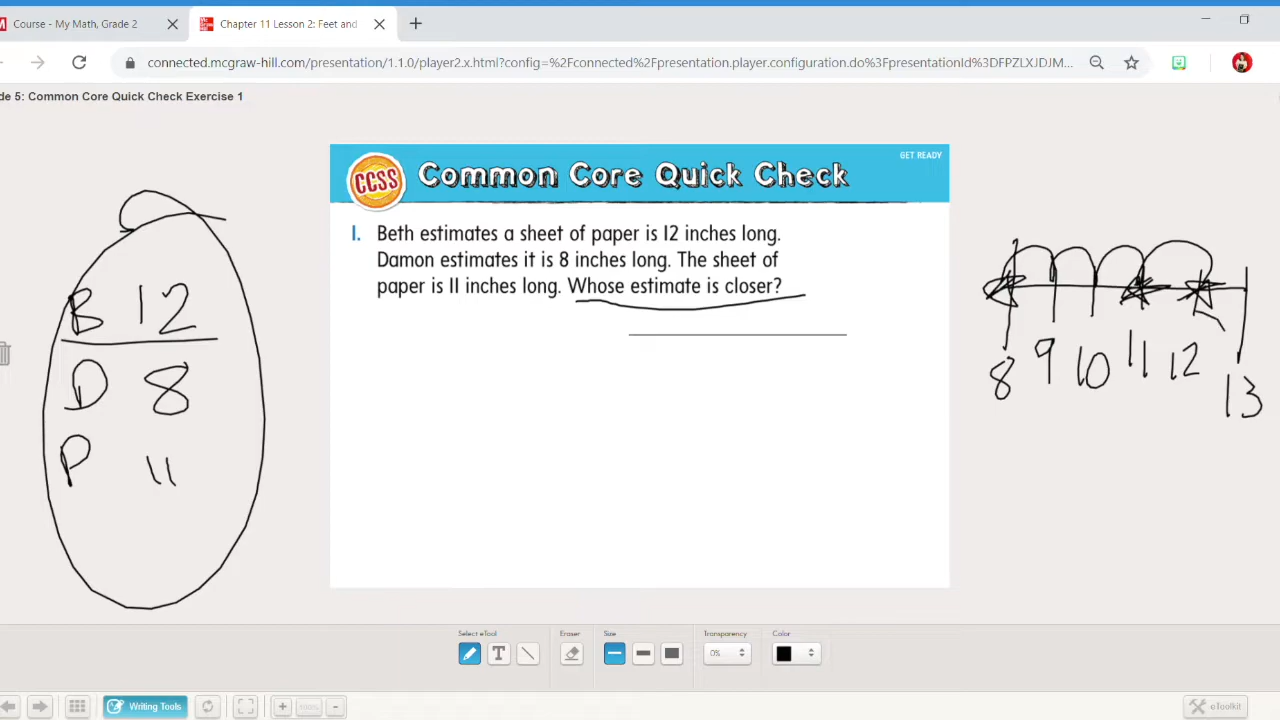 Course - My Math, Grade 2
Chapter 11 Lesson 2: Feet and
connected.mcgraw-hill.com/presentation/1.1.0/player2.x.html?config=%2Fconnected%2Fpresentation.player.configuration.do%3FpresentationId%3DFPZLXJDJM...
de 5: Common Core Quick Check Exercise 1
GET READY
CCSS Common Core Quick Check
1. Beth estimates a sheet of paper is 12 inches long.
Damon estimates it is 8 inches long. The sheet of
paper is 11 inches long. Whose estimate is closer?
B 12
D 8
P 11
8 9 10 11 12 13
Select eTool
Eraser
Size
Transparency
Color
T
0%
Writing Tools
eToolkit